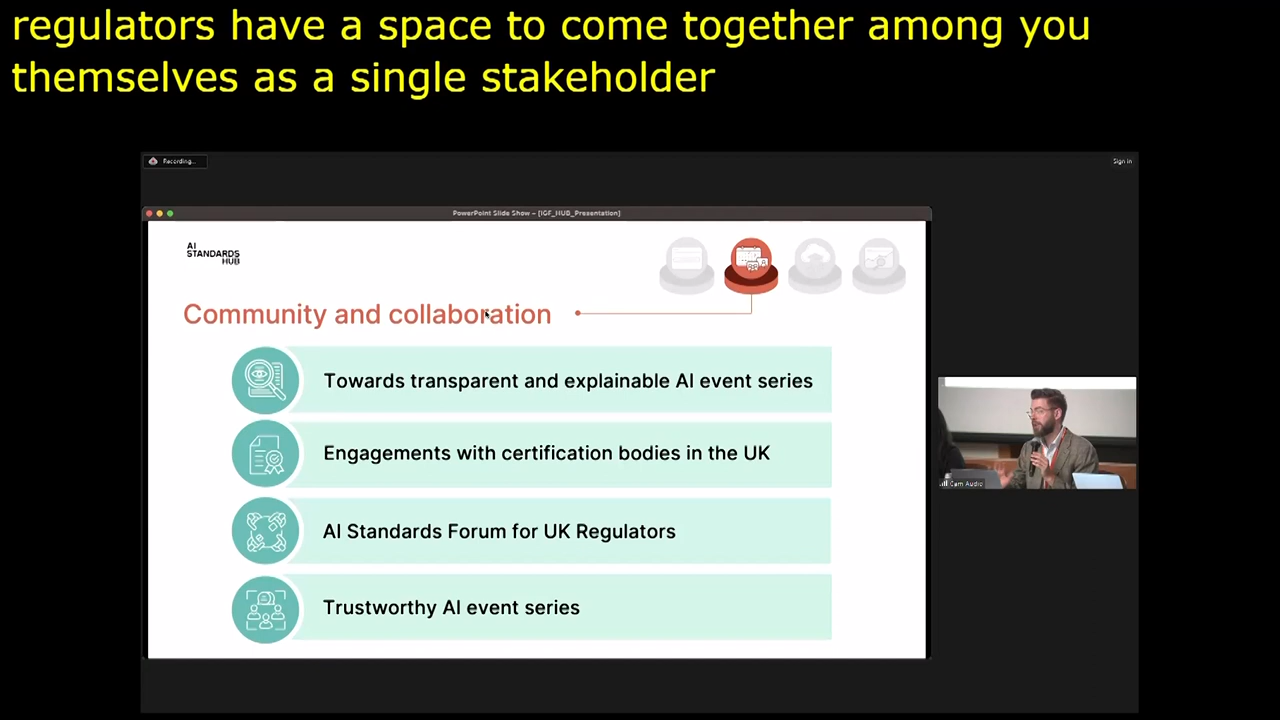 regulators have a space to come together among you
themselves as a single stakeholder
Recording...
Sign in
PowerPoint Slide Show - [IGF_HUB_Presentation]
AI
STANDARDS
HUB
Community and collaboration
Towards transparent and explainable AI event series
Engagements with certification bodies in the UK
AI Standards Forum for UK Regulators
Trustworthy AI event series
Cam Audio